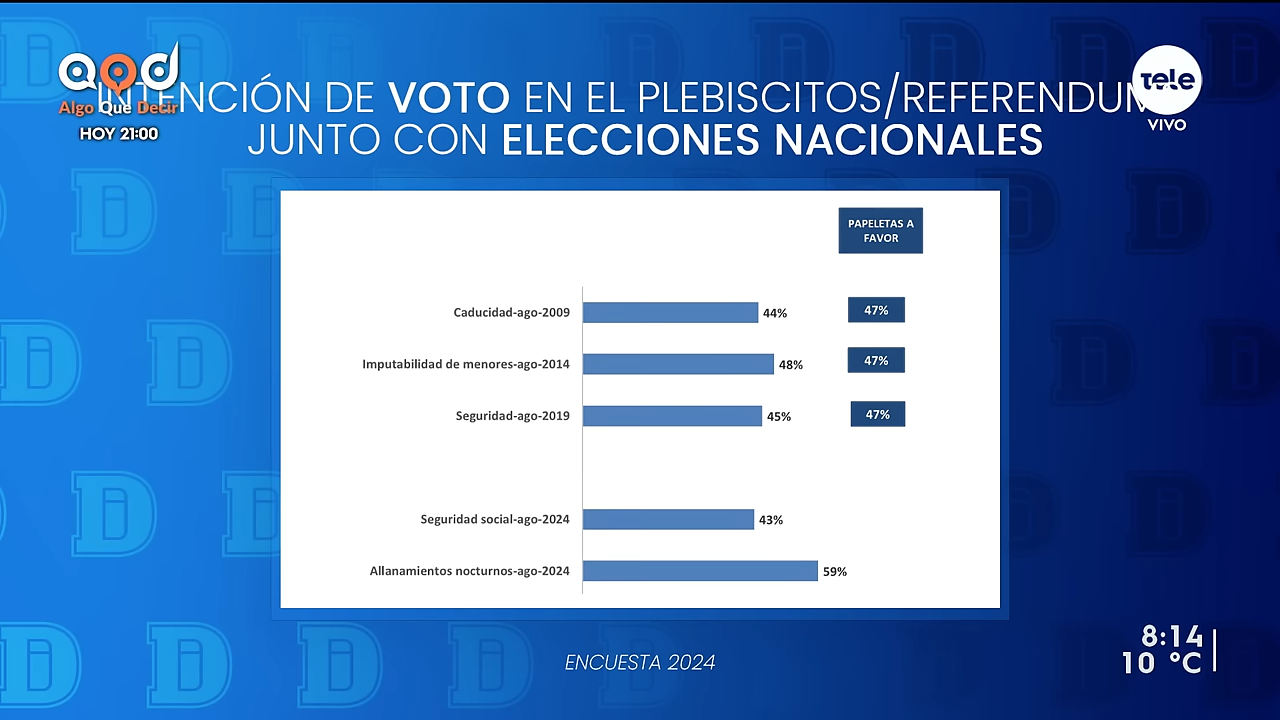 aqd
Algo Que Decir
HOY 21:00
INTENCIÓN DE VOTO EN EL PLEBISCITOS/REFERENDUM
JUNTO CON ELECCIONES NACIONALES
tele
VIVO
PAPELETAS A
FAVOR
Caducidad-ago-2009 44% 47%
Imputabilidad de menores-ago-2014 48% 47%
Seguridad-ago-2019 45% 47%
Seguridad social-ago-2024 43%
Allanamientos nocturnos-ago-2024 59%
ENCUESTA 2024
8:14
10 °C